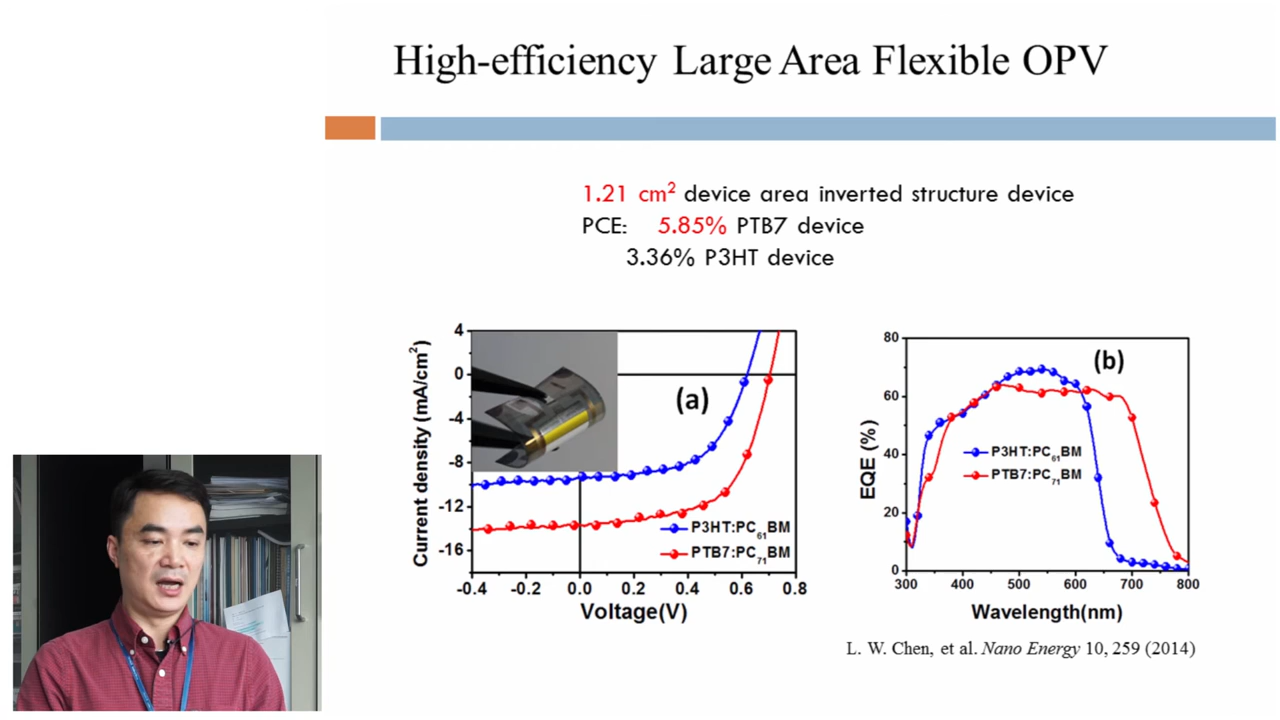 High-efficiency Large Area Flexible OPV
1.21 cm² device area inverted structure device
PCE: 5.85% PTB7 device
3.36% P3HT device
4
0
-4
-8
-12
-16
Current density (mA/cm²)
(a)
P3HT:PC₆₁BM
PTB7:PC₇₁BM
-0.4 -0.2 0.0 0.2 0.4 0.6 0.8
Voltage(V)
80
60
40
20
0
EQE (%)
(b)
P3HT:PC₆₁BM
PTB7:PC₇₁BM
300 400 500 600 700 800
Wavelength(nm)
L. W. Chen, et al. Nano Energy 10, 259 (2014)